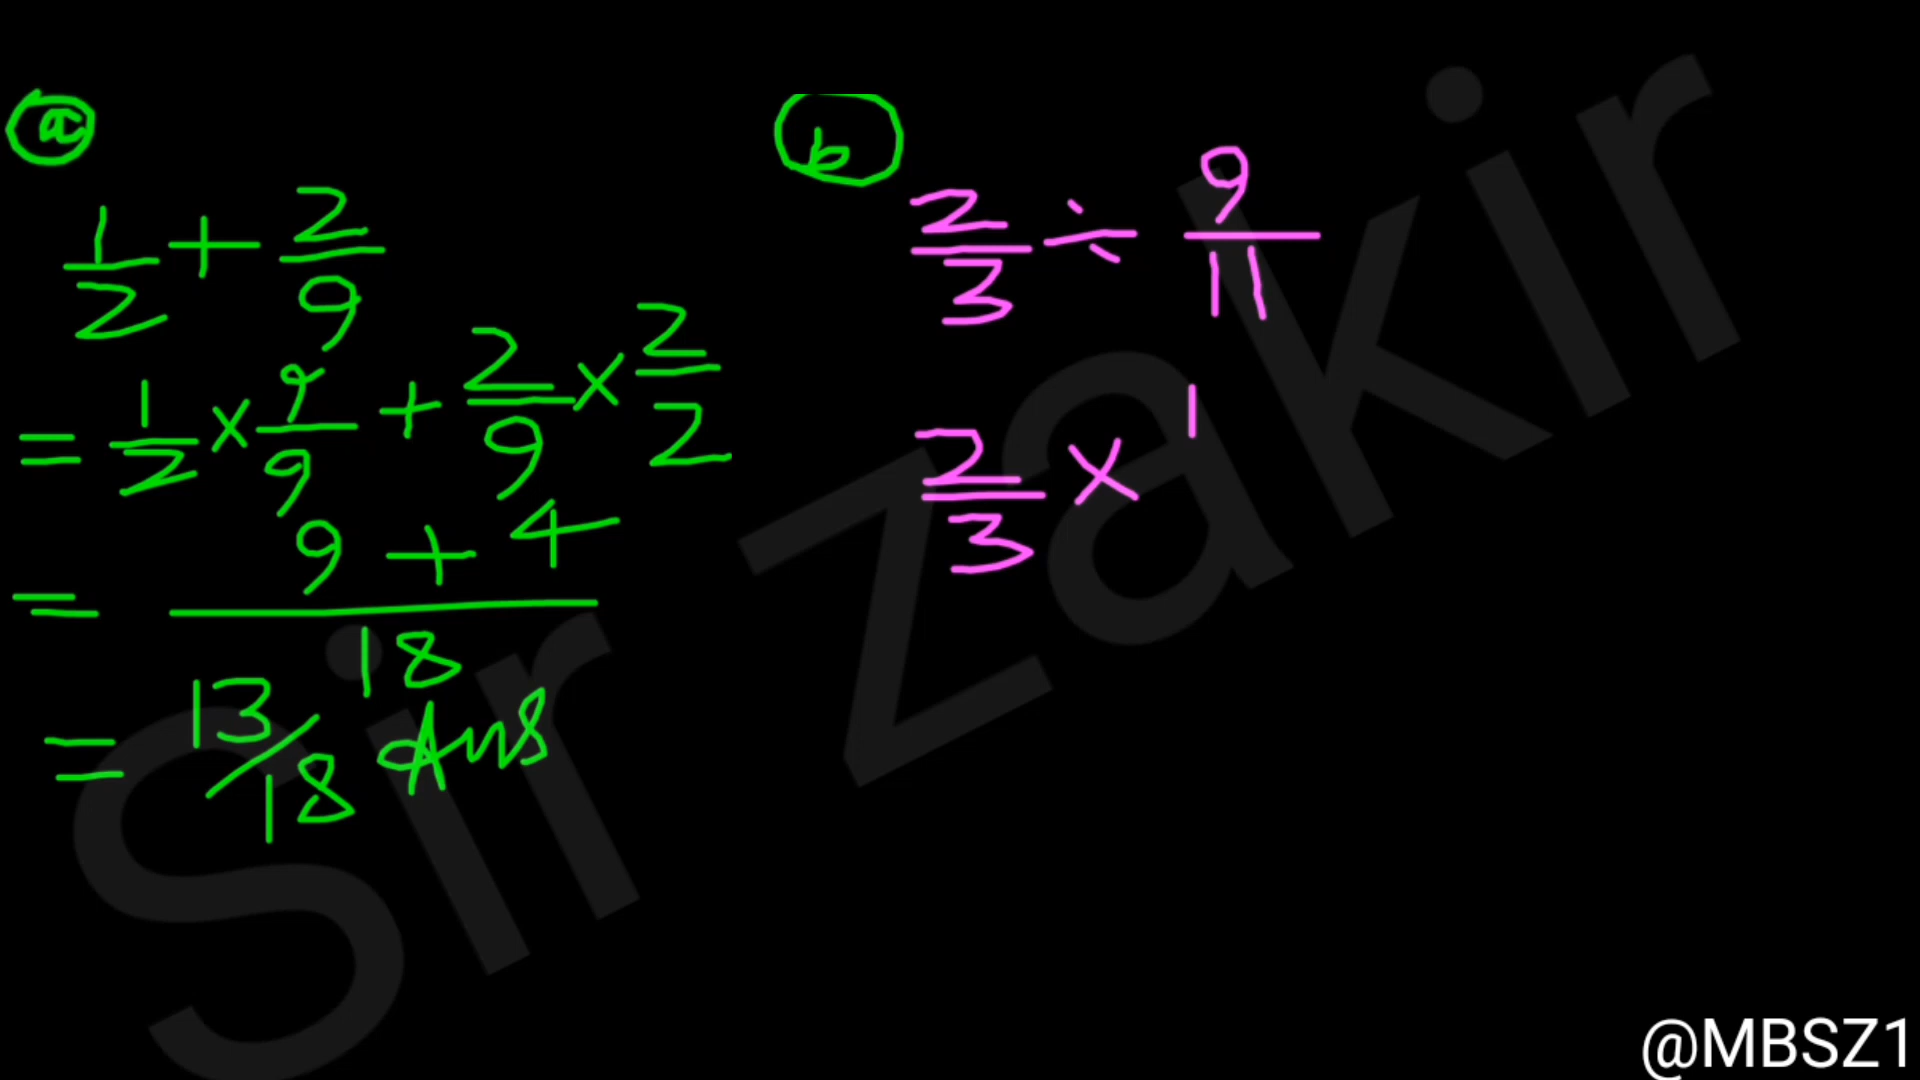 a
1/2 + 2/9
= 1/2 × 9/9 + 2/9 × 2/2
= 9 + 4 / 18
= 13/18 Ans
b
2/3 ÷ 9/11
2/3 × 1
Sir Zakir
@MBSZ1